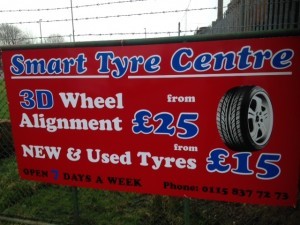 Smart Tyre Centre
3D Wheel from
Alignment £25
from
NEW & Used Tyres £15
OPEN 7 DAYS A WEEK Phone: 0115 837 72 73